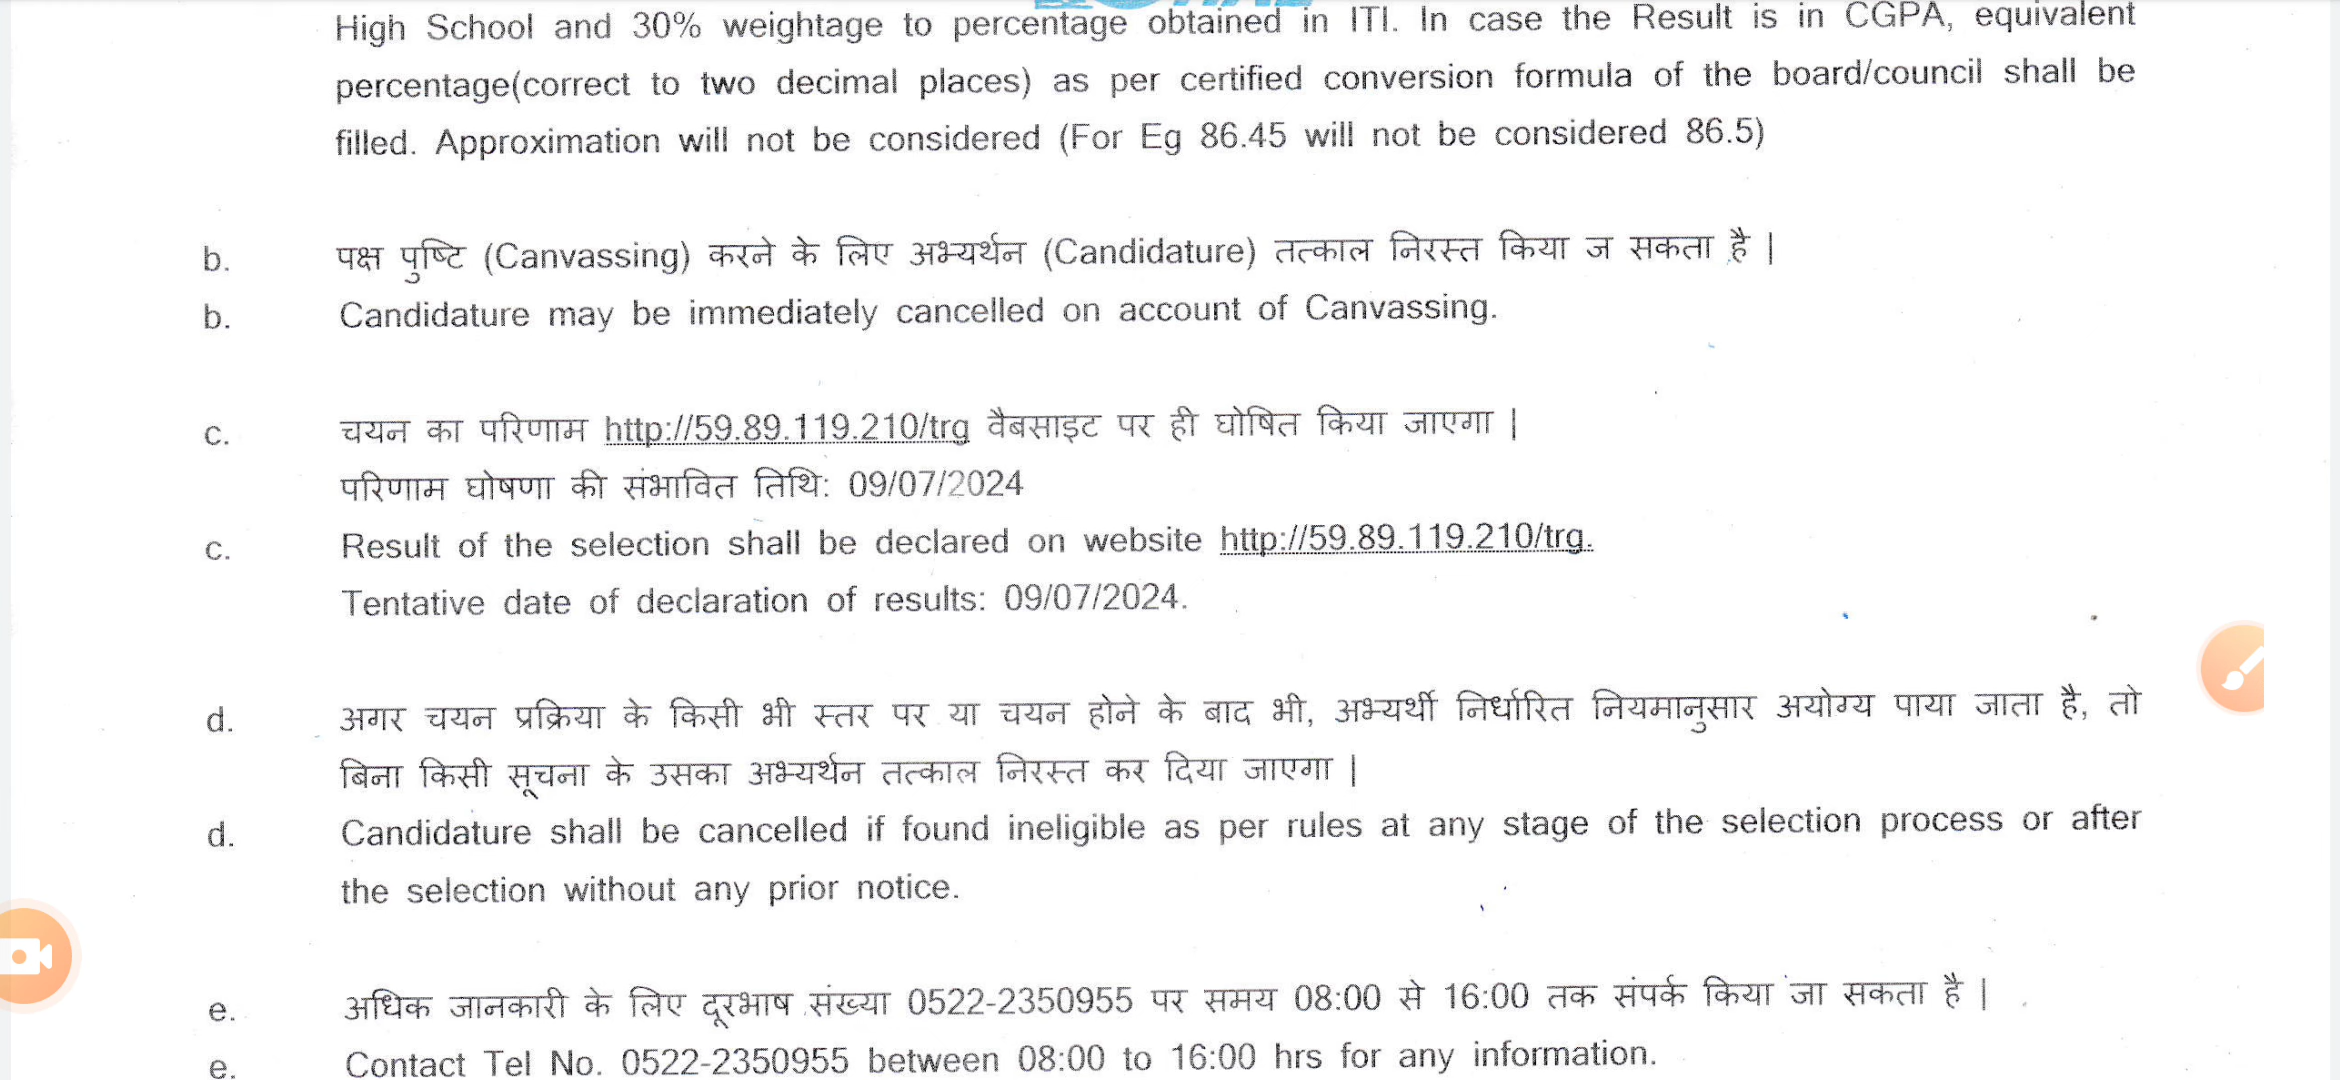 High School and 30% weightage to percentage obtained in ITI. In case the Result is in CGPA, equivalent
percentage(correct to two decimal places) as per certified conversion formula of the board/council shall be
filled. Approximation will not be considered (For Eg 86.45 will not be considered 86.5)
b. पक्ष पुष्टि (Canvassing) करने के लिए अभ्यर्थन (Candidature) तत्काल निरस्त किया ज सकता है |
b. Candidature may be immediately cancelled on account of Canvassing.
c. चयन का परिणाम http://59.89.119.210/trg वैबसाइट पर ही घोषित किया जाएगा |
परिणाम घोषणा की संभावित तिथि: 09/07/2024
c. Result of the selection shall be declared on website http://59.89.119.210/trg.
Tentative date of declaration of results: 09/07/2024.
d. अगर चयन प्रक्रिया के किसी भी स्तर पर या चयन होने के बाद भी, अभ्यर्थी निर्धारित नियमानुसार अयोग्य पाया जाता है, तो
बिना किसी सूचना के उसका अभ्यर्थन तत्काल निरस्त कर दिया जाएगा |
d. Candidature shall be cancelled if found ineligible as per rules at any stage of the selection process or after
the selection without any prior notice.
e. अधिक जानकारी के लिए दूरभाष संख्या 0522-2350955 पर समय 08:00 से 16:00 तक संपर्क किया जा सकता है |
e. Contact Tel No. 0522-2350955 between 08:00 to 16:00 hrs for any information.